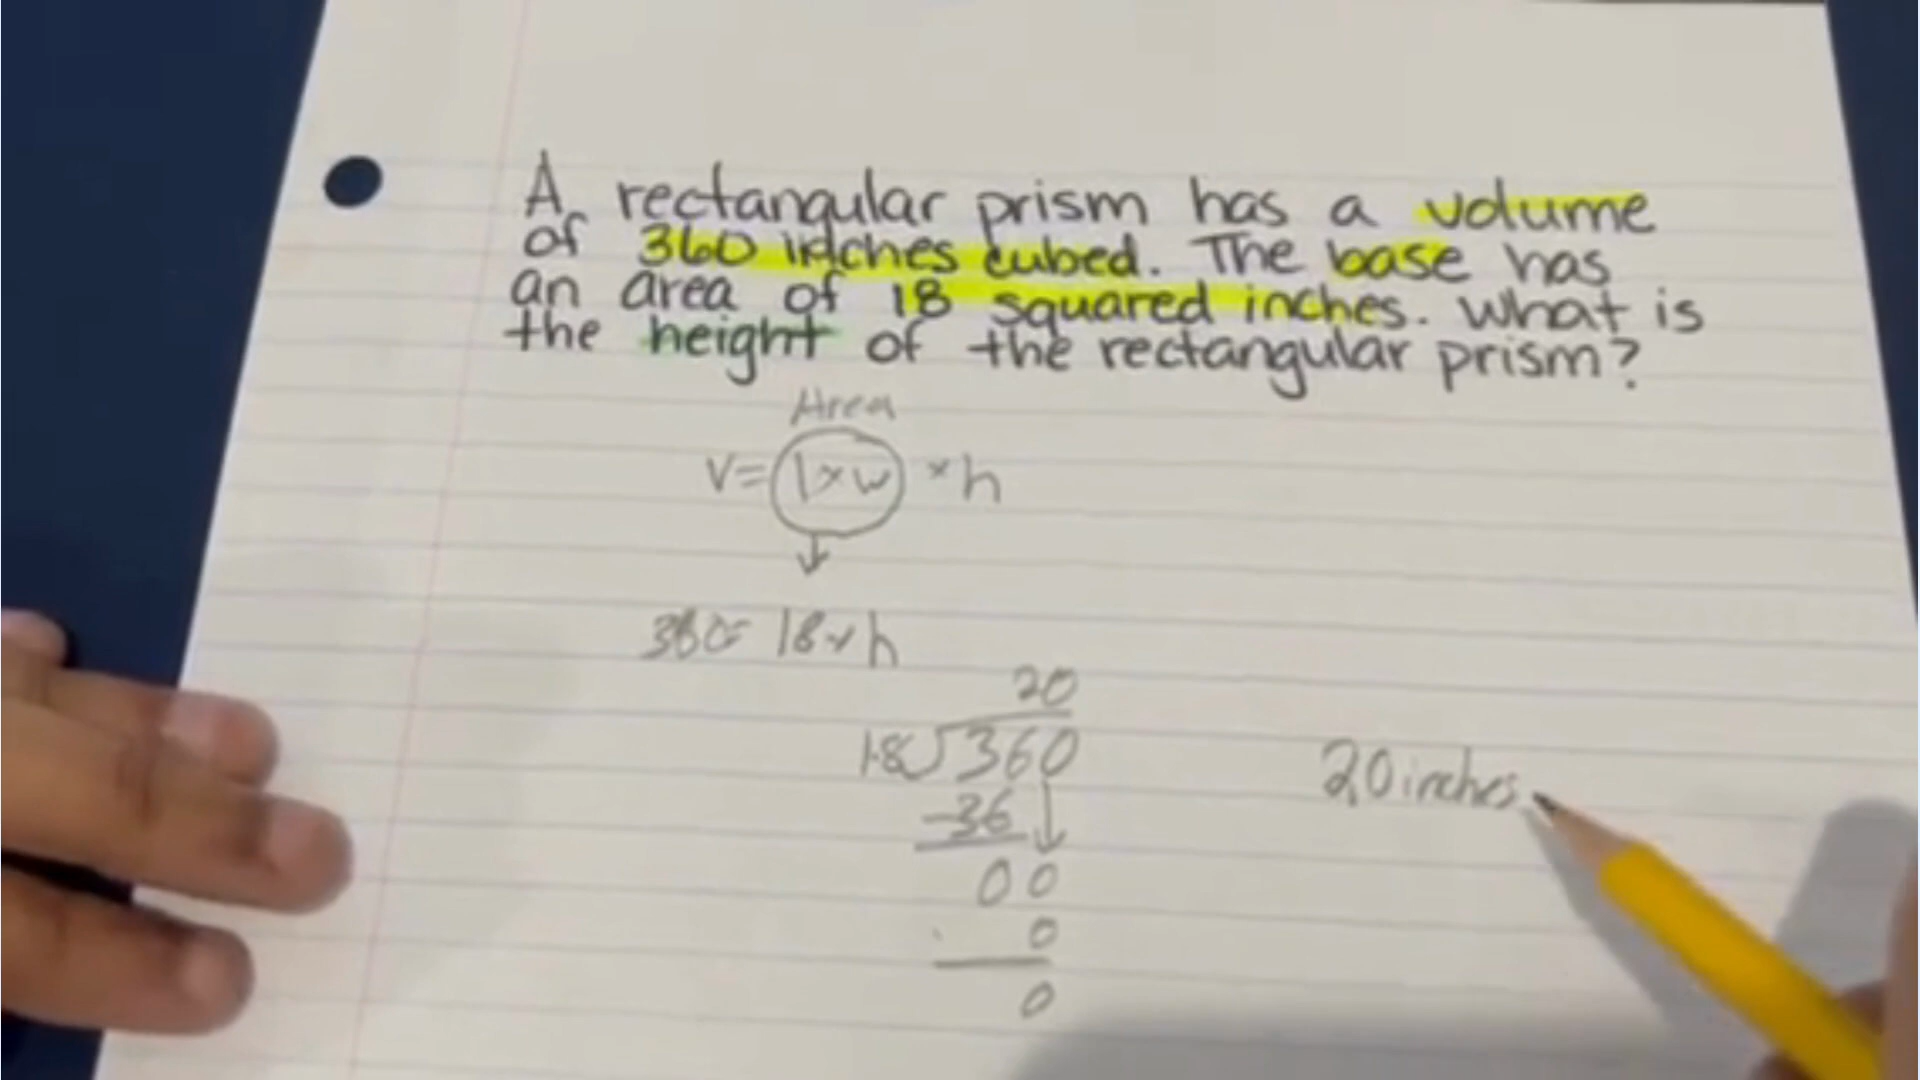 A rectangular prism has a volume
of 360 inches cubed. The base has
an area of 18 squared inches. What is
the height of the rectangular prism?
Area
V= l×w × h
360= 18×h
20
18 360
-36
00
0
0
20 inches